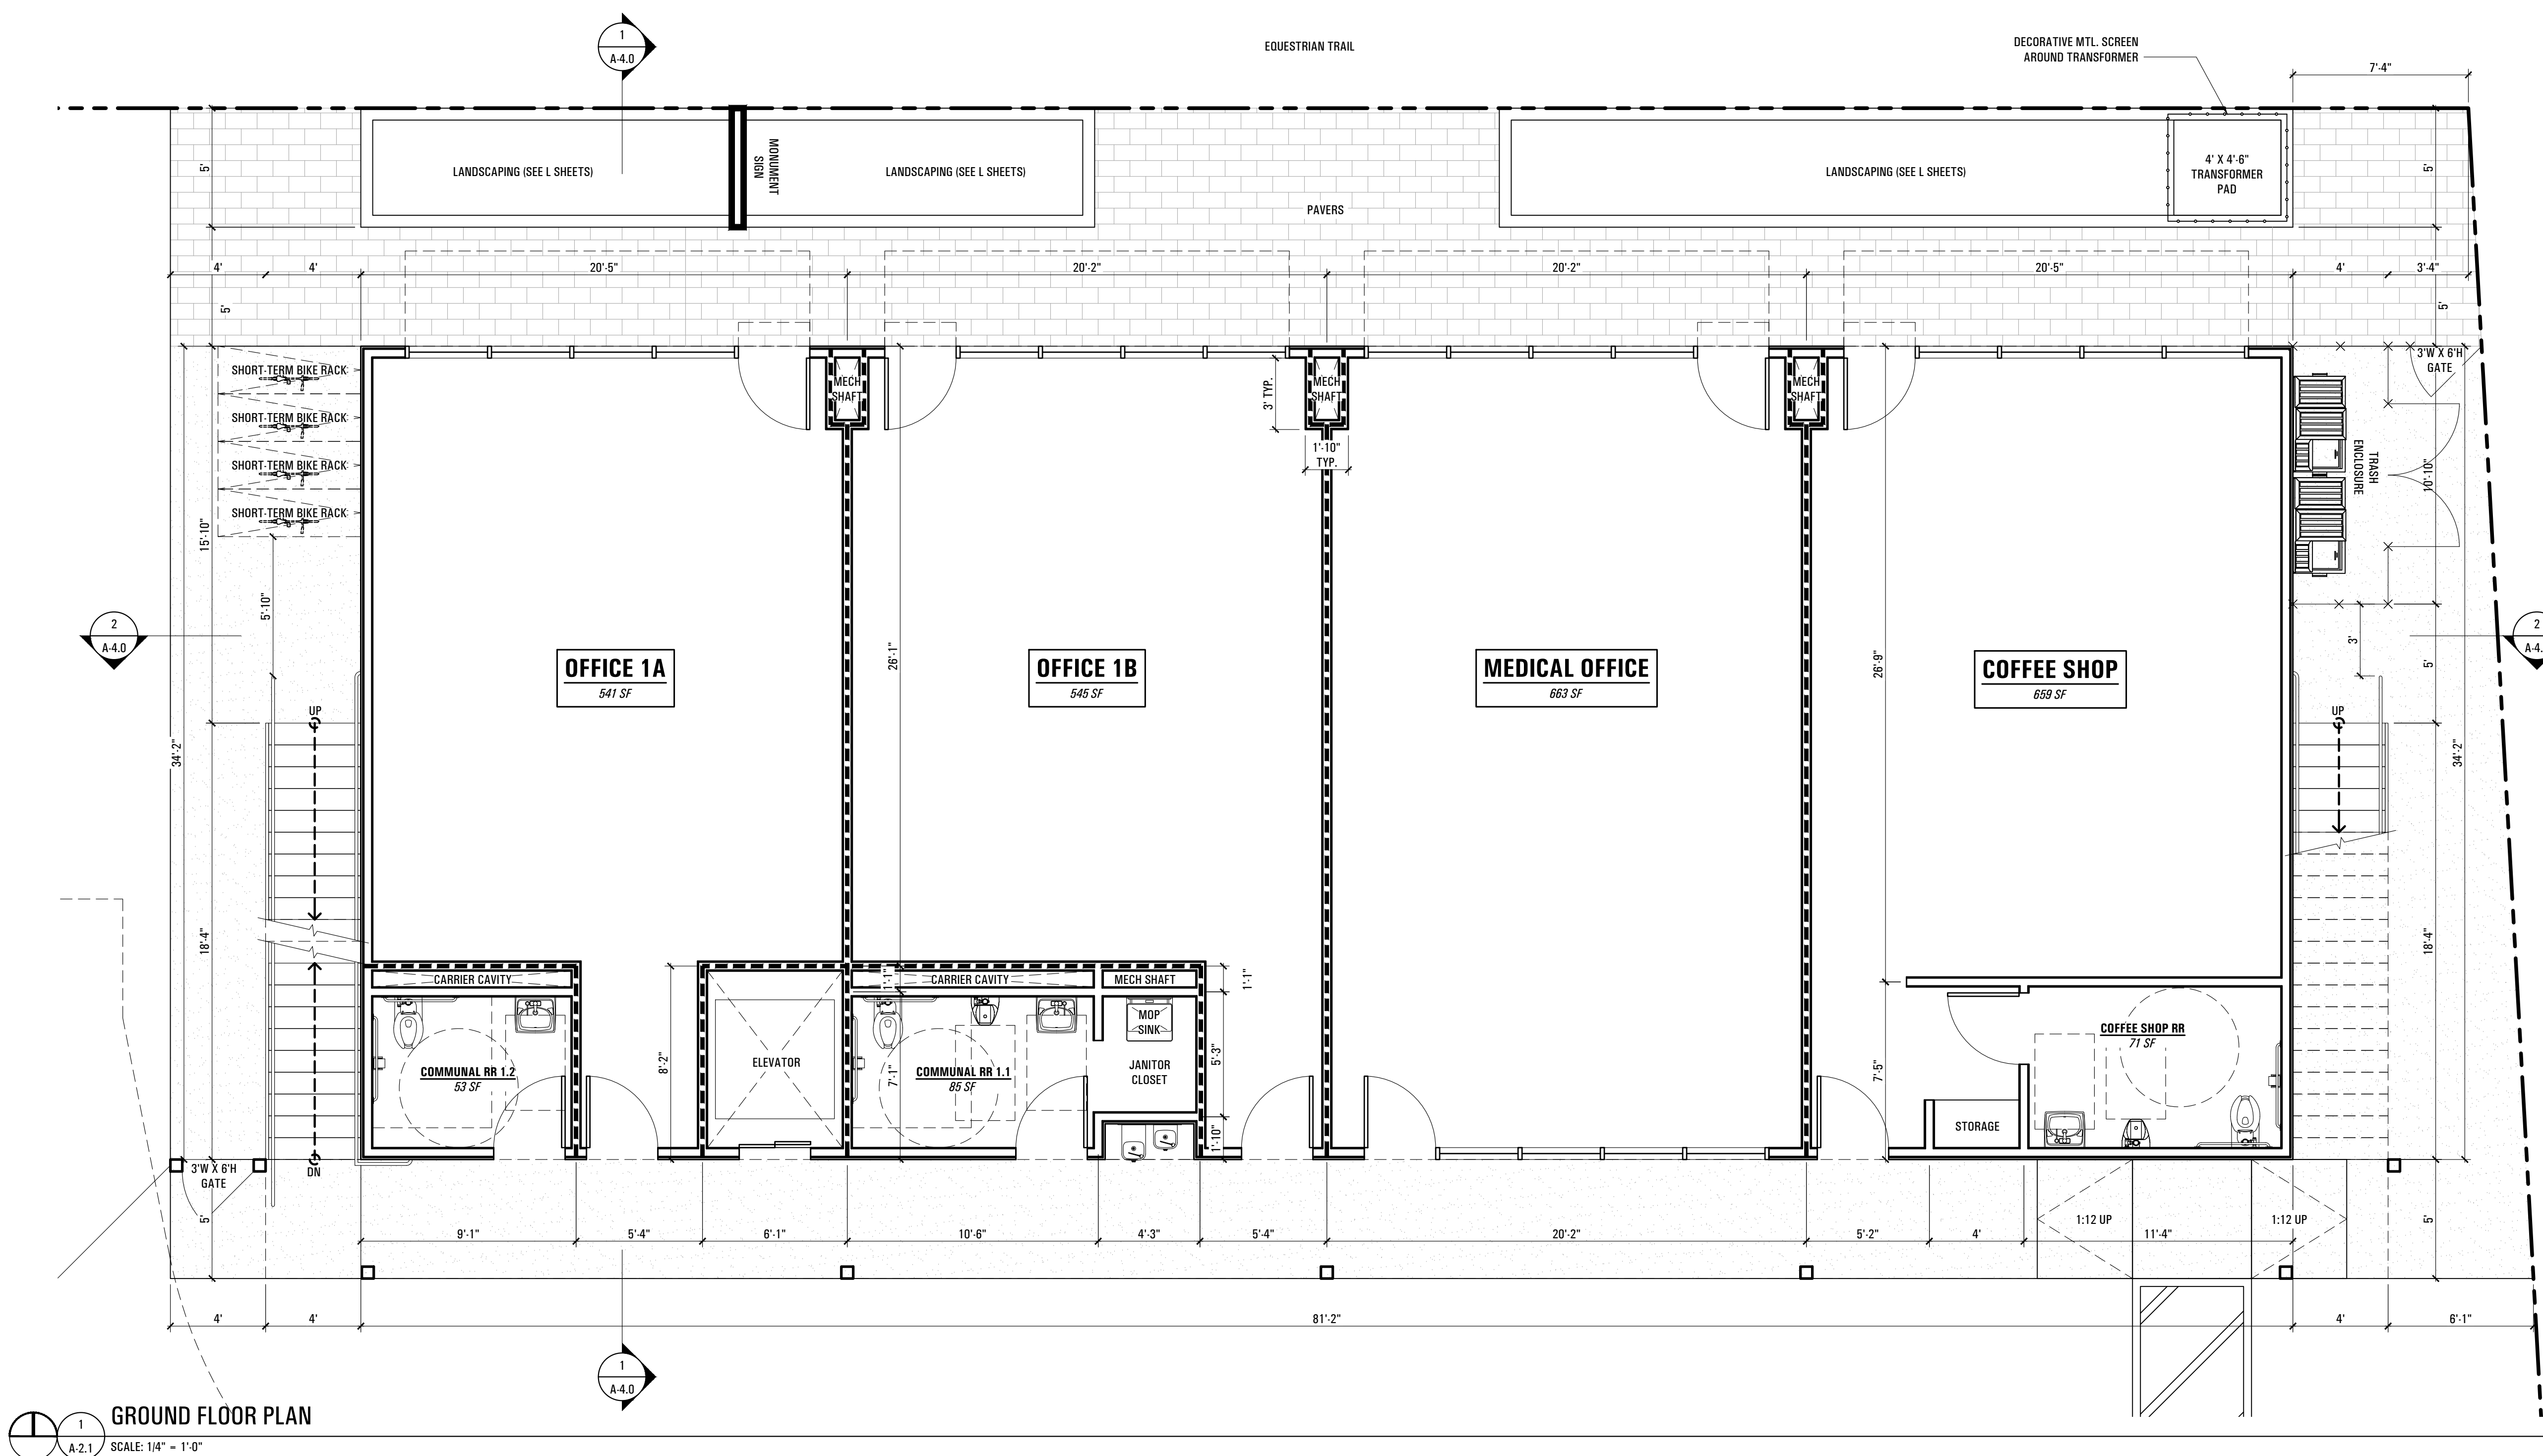 1
A-4.0
EQUESTRIAN TRAIL
DECORATIVE MTL. SCREEN
AROUND TRANSFORMER
7'-4"
5'
LANDSCAPING (SEE L SHEETS)
MONUMENT
SIGN
LANDSCAPING (SEE L SHEETS)
PAVERS
LANDSCAPING (SEE L SHEETS)
4' X 4'-6"
TRANSFORMER
PAD
5'
4'
4'
20'-5"
20'-2"
20'-2"
20'-5"
4'
3'-4"
5'
5'
SHORT-TERM BIKE RACK
SHORT-TERM BIKE RACK
SHORT-TERM BIKE RACK
SHORT-TERM BIKE RACK
MECH
SHAFT
3' TYP.
MECH
SHAFT
1'-10"
TYP.
MECH
SHAFT
3'W X 6'H
GATE
TRASH
ENCLOSURE
10'-10"
15'-10"
5'-10"
2
A-4.0
OFFICE 1A
541 SF
26'-1"
OFFICE 1B
545 SF
MEDICAL OFFICE
663 SF
26'-9"
COFFEE SHOP
659 SF
3'
5'
2
A-4.
UP
UP
34'-2"
34'-2"
18'-4"
18'-4"
CARRIER CAVITY
1'-1"
CARRIER CAVITY
MECH SHAFT
1'-1"
MOP
SINK
COMMUNAL RR 1.2
53 SF
8'-2"
ELEVATOR
7'-1"
COMMUNAL RR 1.1
85 SF
JANITOR
CLOSET
5'-3"
1'-10"
7'-5"
COFFEE SHOP RR
71 SF
STORAGE
DN
3'W X 6'H
GATE
5'
9'-1"
5'-4"
6'-1"
10'-6"
4'-3"
5'-4"
20'-2"
5'-2"
4'
11'-4"
1:12 UP
1:12 UP
5'
4'
4'
81'-2"
4'
6'-1"
1
A-4.0
1
A-2.1
GROUND FLOOR PLAN
SCALE: 1/4" = 1'-0"